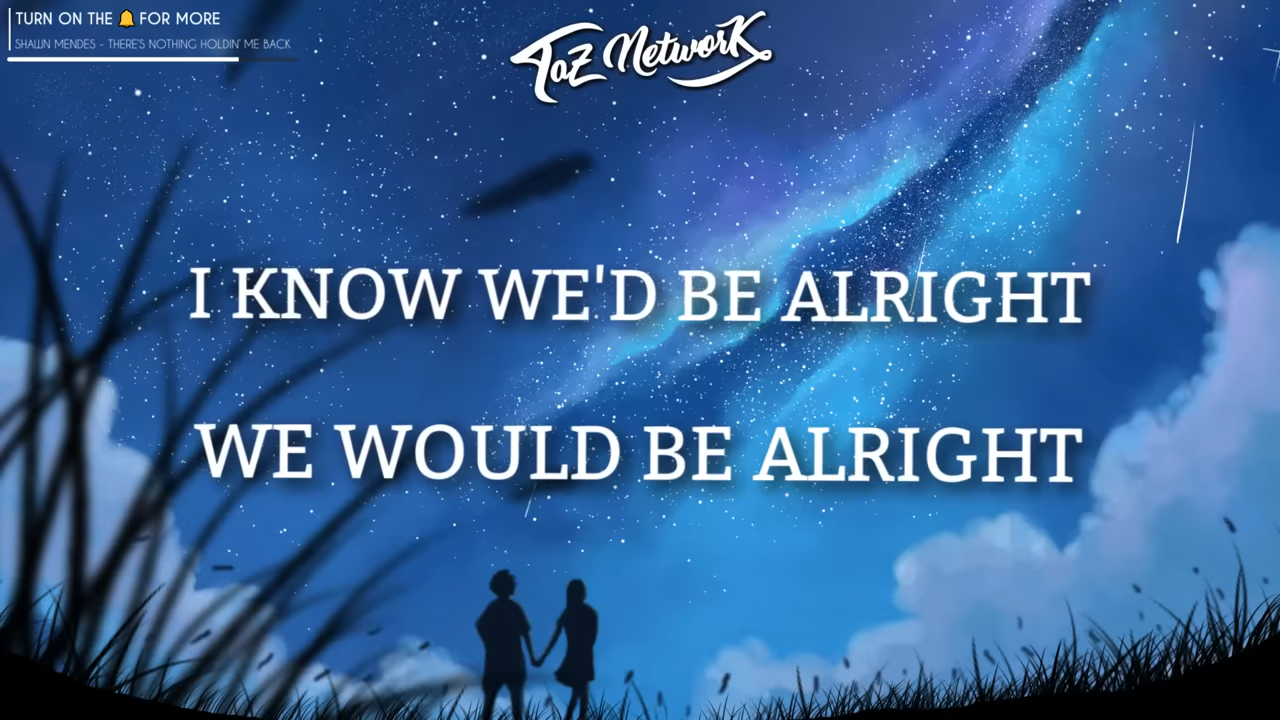 TURN ON THE 🔔 FOR MORE
SHAWN MENDES - THERE'S NOTHING HOLDIN' ME BACK
TaZ NetworK
I KNOW WE'D BE ALRIGHT
WE WOULD BE ALRIGHT